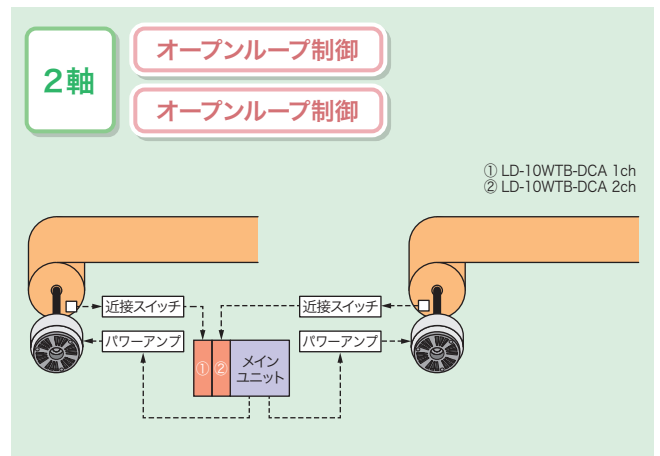 2軸
オープンループ制御
オープンループ制御
① LD-10WTB-DCA 1ch
② LD-10WTB-DCA 2ch
近接スイッチ
近接スイッチ
パワーアンプ
パワーアンプ
①
②
メイン
ユニット